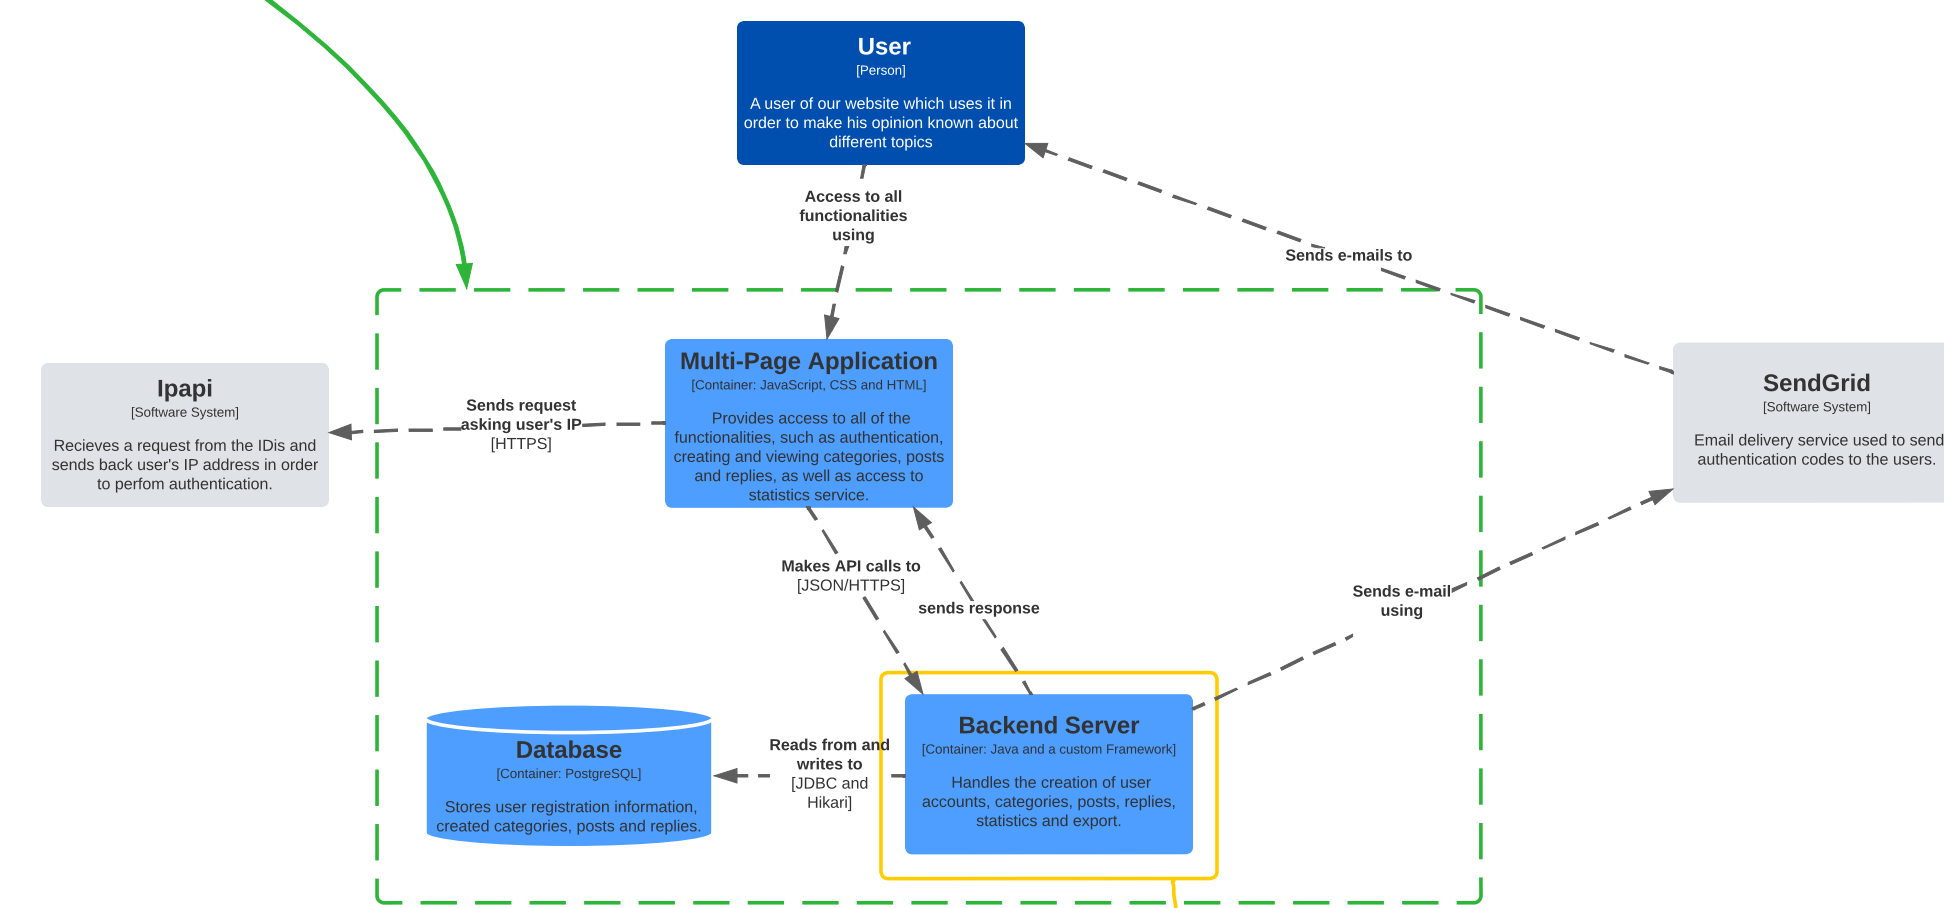 User
[Person]
A user of our website which uses it in
order to make his opinion known about
different topics
Access to all
functionalities
using
Sends e-mails to
Multi-Page Application
[Container: JavaScript, CSS and HTML]
Provides access to all of the
functionalities, such as authentication,
creating and viewing categories, posts
and replies, as well as access to
statistics service.
Ipapi
[Software System]
Recieves a request from the IDis and
sends back user's IP address in order
to perfom authentication.
Sends request
asking user's IP
[HTTPS]
SendGrid
[Software System]
Email delivery service used to send
authentication codes to the users.
Makes API calls to
[JSON/HTTPS]
sends response
Sends e-mail
using
Database
[Container: PostgreSQL]
Stores user registration information,
created categories, posts and replies.
Reads from and
writes to
[JDBC and
Hikari]
Backend Server
[Container: Java and a custom Framework]
Handles the creation of user
accounts, categories, posts, replies,
statistics and export.